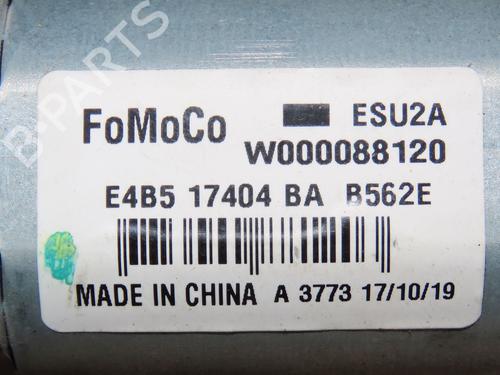 B-PARTS
FoMoCo ESU2A
W000088120
E4B5 17404 BA B562E
MADE IN CHINA A 3773 17/10/19